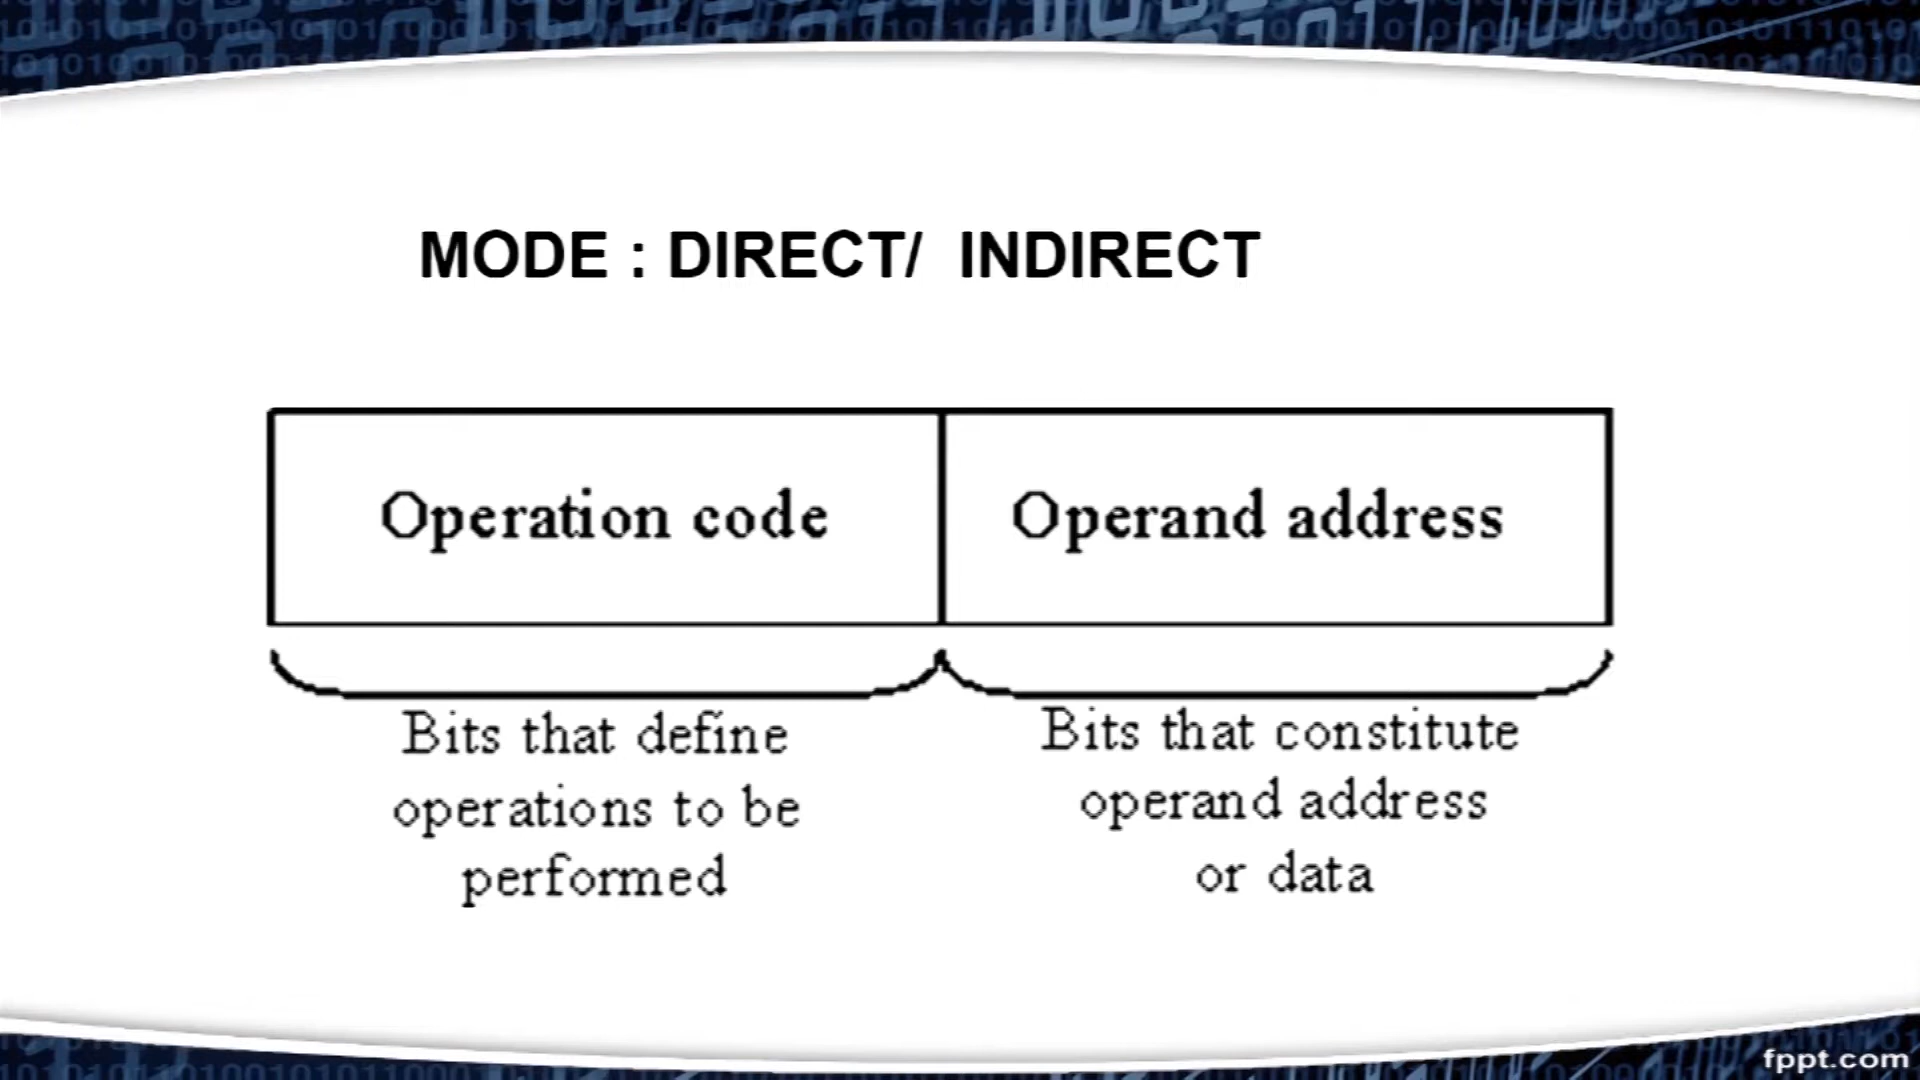 MODE : DIRECT/ INDIRECT
Operation code
Operand address
Bits that define
operations to be
performed
Bits that constitute
operand address
or data
fppt.com